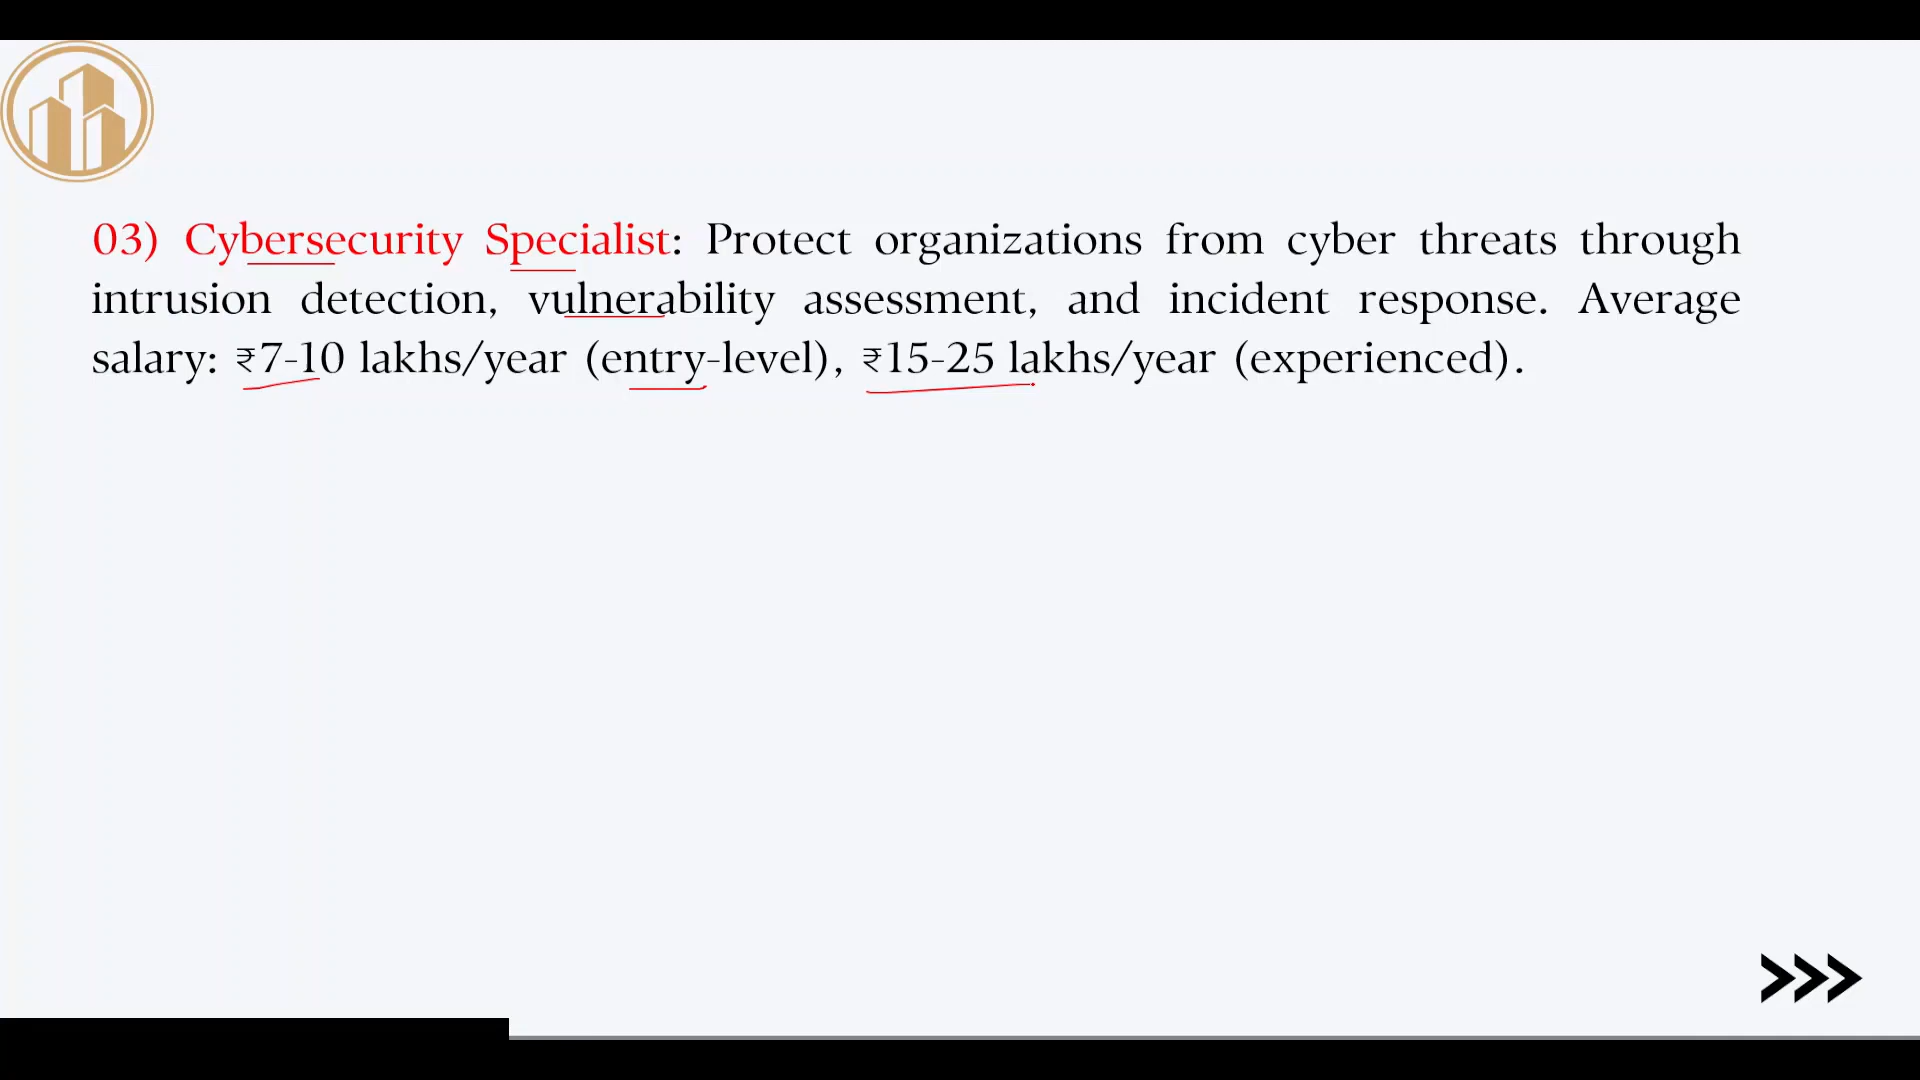 03) Cybersecurity Specialist: Protect organizations from cyber threats through
intrusion detection, vulnerability assessment, and incident response. Average
salary: ₹7-10 lakhs/year (entry-level), ₹15-25 lakhs/year (experienced).